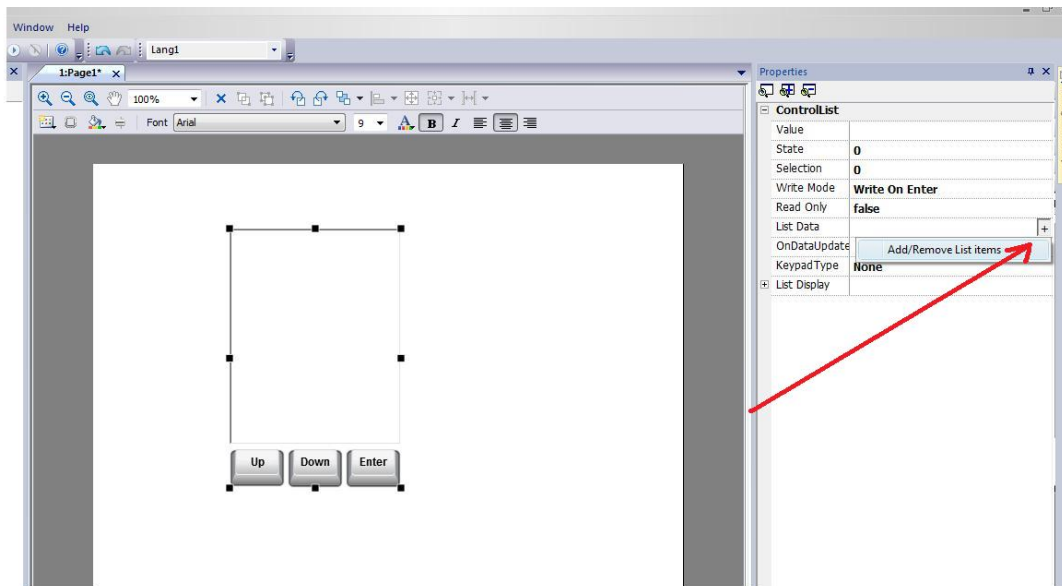 Window Help
Lang1
1:Page1* Properties
100%
Font Arial 9 A B I
ControlList
Value
State 0
Selection 0
Write Mode Write On Enter
Read Only false
List Data +
OnDataUpdate Add/Remove List items
KeypadType None
List Display
Up Down Enter